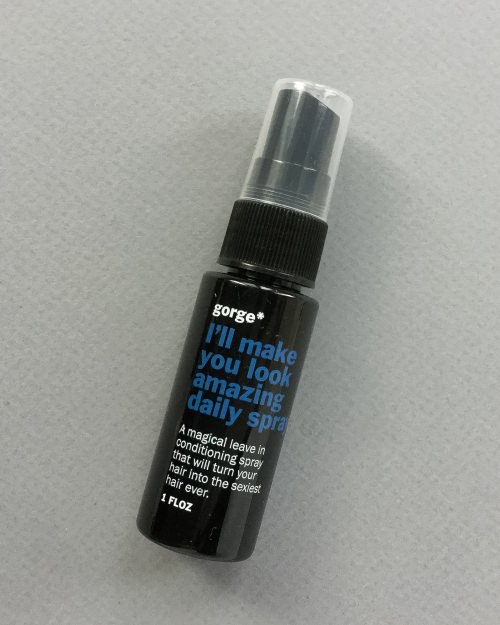 gorge*
I'll make
you look
amazing
daily spray
A magical leave in
conditioning spray
that will turn your
hair into the sexiest
hair ever.
1 FLOZ